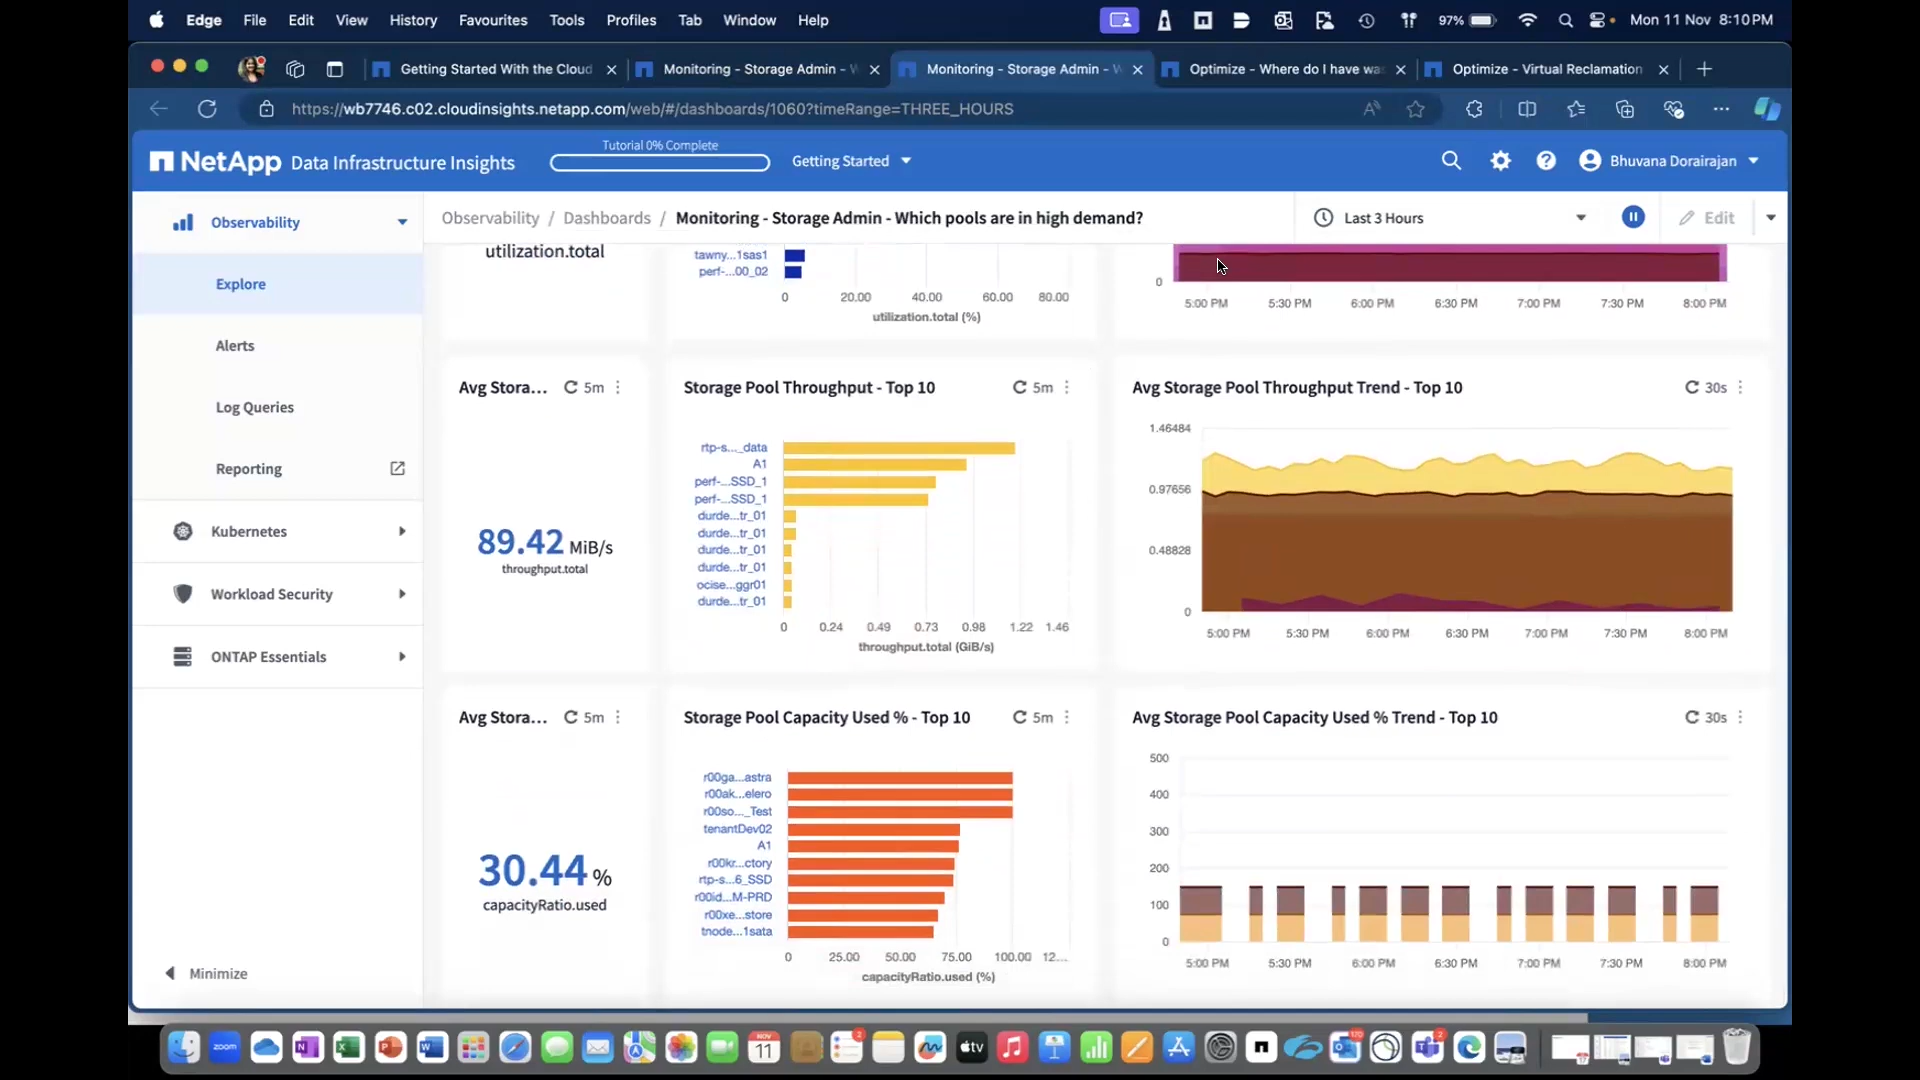 Edge File Edit View History Favourites Tools Profiles Tab Window Help 97% Mon 11 Nov 8:10 PM
Getting Started With the Cloud Monitoring - Storage Admin - W Monitoring - Storage Admin - W Optimize - Where do I have wa Optimize - Virtual Reclamation
https://wb7746.c02.cloudinsights.netapp.com/web/#/dashboards/1060?timeRange=THREE_HOURS
NetApp Data Infrastructure Insights
Tutorial 0% Complete
Getting Started
Bhuvana Dorairajan
Observability
Explore
Alerts
Log Queries
Reporting
Kubernetes
Workload Security
ONTAP Essentials
Minimize
Observability / Dashboards / Monitoring - Storage Admin - Which pools are in high demand?
Last 3 Hours
Edit
utilization.total
tawny...1sas1
perf-...00_02
0 20.00 40.00 60.00 80.00
utilization.total (%)
0
5:00 PM 5:30 PM 6:00 PM 6:30 PM 7:00 PM 7:30 PM 8:00 PM
Avg Stora... 5m
89.42 MiB/s
throughput.total
Storage Pool Throughput - Top 10 5m
rtp-s..._data
A1
perf-...SSD_1
perf-...SSD_1
durde...tr_01
durde...tr_01
durde...tr_01
durde...tr_01
ocise...ggr01
durde...tr_01
0 0.24 0.49 0.73 0.98 1.22 1.46
throughput.total (GiB/s)
Avg Storage Pool Throughput Trend - Top 10 30s
1.46484
0.97656
0.48828
0
5:00 PM 5:30 PM 6:00 PM 6:30 PM 7:00 PM 7:30 PM 8:00 PM
Avg Stora... 5m
30.44 %
capacityRatio.used
Storage Pool Capacity Used % - Top 10 5m
r00ga...astra
r00ak...elero
r00so..._Test
tenantDev02
A1
r00kr...ctory
rtp-s...6_SSD
r00id...M-PRD
r00xe...store
tnode...1sata
0 25.00 50.00 75.00 100.00 12...
capacityRatio.used (%)
Avg Storage Pool Capacity Used % Trend - Top 10 30s
500
400
300
200
100
0
5:00 PM 5:30 PM 6:00 PM 6:30 PM 7:00 PM 7:30 PM 8:00 PM
zoom
NOV
11
tv
2
2